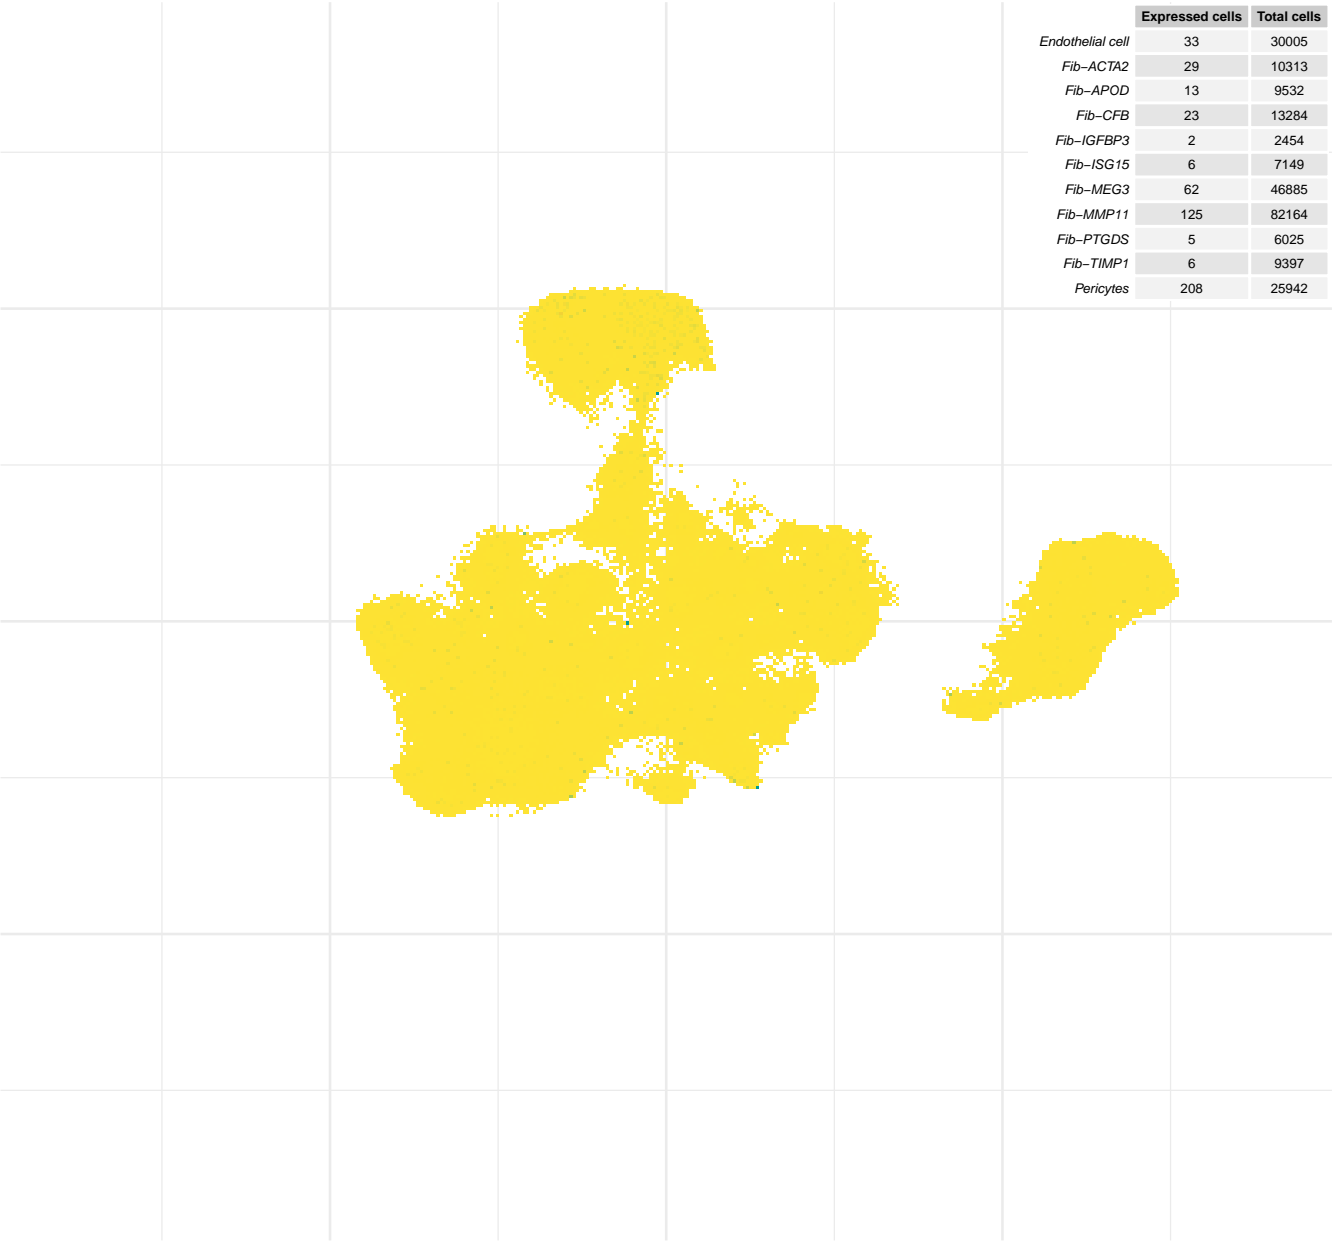 Expressed cells Total cells
Endothelial cell 33 30005
Fib−ACTA2 29 10313
Fib−APOD 13 9532
Fib−CFB 23 13284
Fib−IGFBP3 2 2454
Fib−ISG15 6 7149
Fib−MEG3 62 46885
Fib−MMP11 125 82164
Fib−PTGDS 5 6025
Fib−TIMP1 6 9397
Pericytes 208 25942